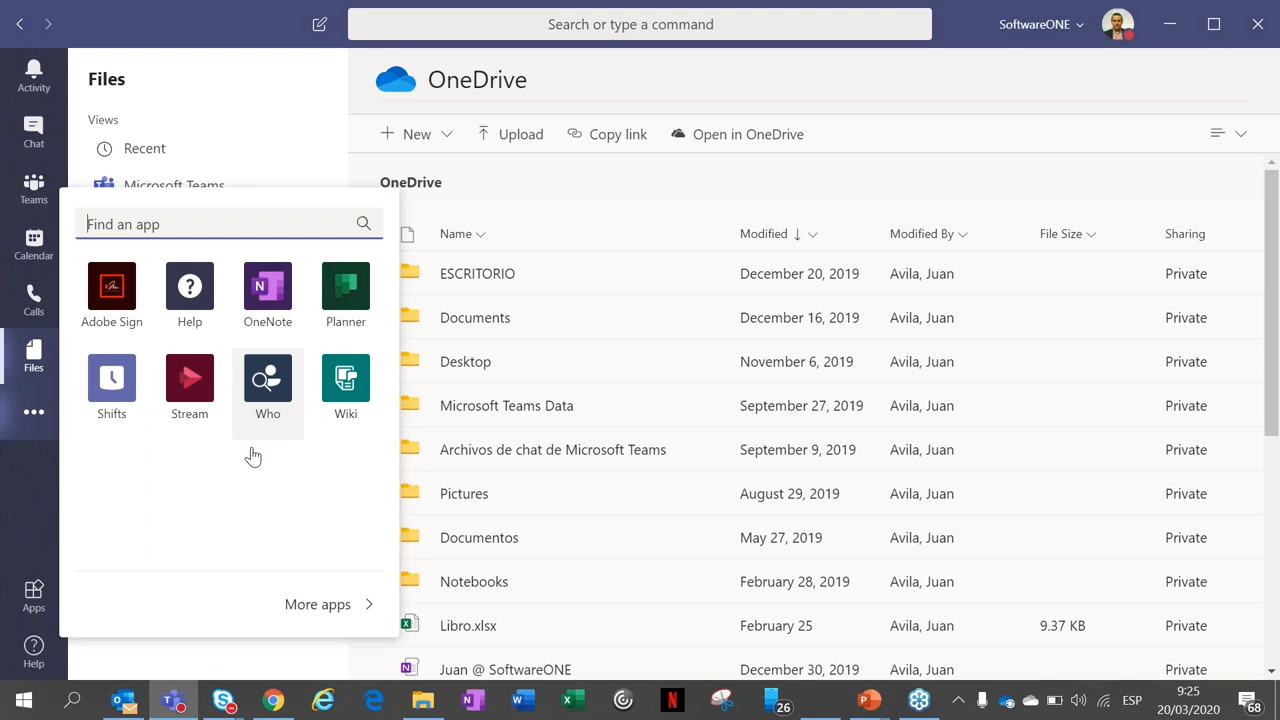 Search or type a command
SoftwareONE
Activity
Chat
Teams
Calendar
Calls
Files
Apps
Help
Files
Views
Recent
Microsoft Teams
Find an app
Adobe Sign
Help
OneNote
Planner
Shifts
Stream
Who
Wiki
More apps
OneDrive
New
Upload
Copy link
Open in OneDrive
OneDrive
Name Modified Modified By File Size Sharing
ESCRITORIO December 20, 2019 Avila, Juan Private
Documents December 16, 2019 Avila, Juan Private
Desktop November 6, 2019 Avila, Juan Private
Microsoft Teams Data September 27, 2019 Avila, Juan Private
Archivos de chat de Microsoft Teams September 9, 2019 Avila, Juan Private
Pictures August 29, 2019 Avila, Juan Private
Documentos May 27, 2019 Avila, Juan Private
Notebooks February 28, 2019 Avila, Juan Private
Libro.xlsx February 25 Avila, Juan 9.37 KB Private
Juan @ SoftwareONE December 30, 2019 Avila, Juan Private
26
ESP
9:25
20/03/2020
68